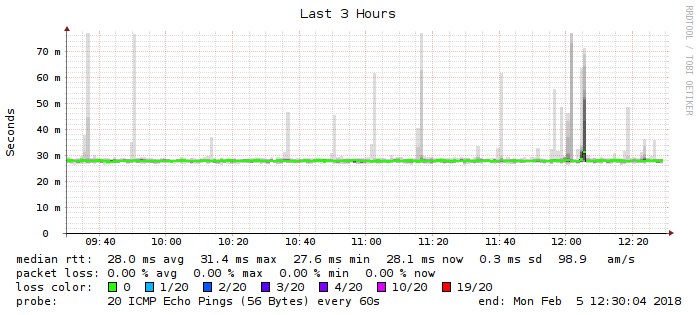 Last 3 Hours
RRDTOOL / TOBI OETIKER
Seconds
70 m
60 m
50 m
40 m
30 m
20 m
10 m
0
09:40 10:00 10:20 10:40 11:00 11:20 11:40 12:00 12:20
median rtt: 28.0 ms avg 31.4 ms max 27.6 ms min 28.1 ms now 0.3 ms sd 98.9 am/s
packet loss: 0.00 % avg 0.00 % max 0.00 % min 0.00 % now
loss color: 0 1/20 2/20 3/20 4/20 10/20 19/20
probe: 20 ICMP Echo Pings (56 Bytes) every 60s end: Mon Feb 5 12:30:04 2018